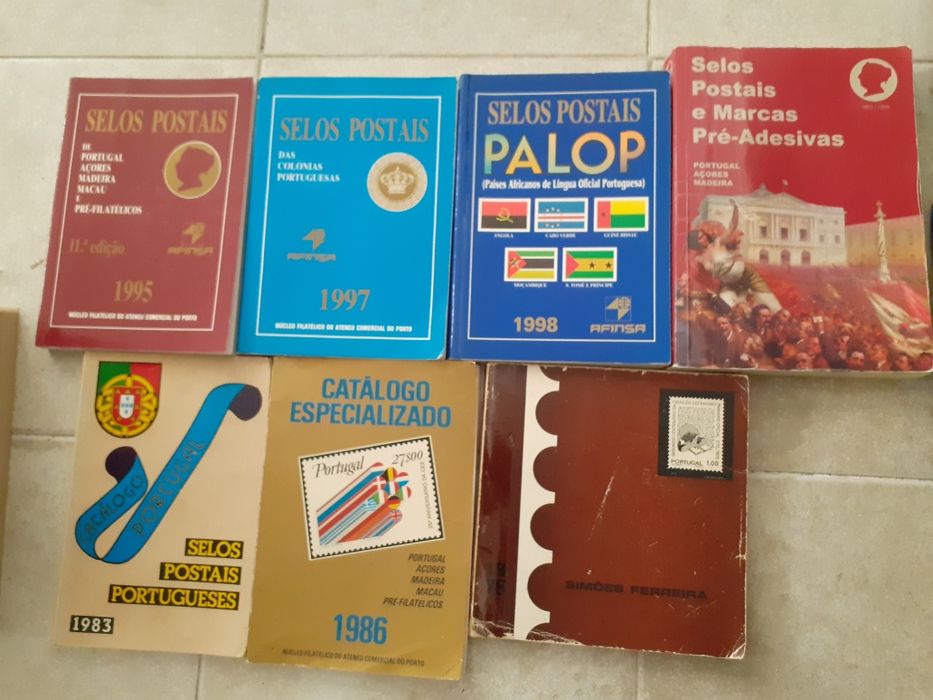 SELOS POSTAIS
DE
PORTUGAL
AÇORES
MADEIRA
MACAU
E
PRÉ-FILATÉLICOS
11.ª edição
AFINSA
1995
NÚCLEO FILATÉLICO DO ATENEU COMERCIAL DO PORTO
SELOS POSTAIS
DAS
COLÓNIAS
PORTUGUESAS
AFINSA
1997
NÚCLEO FILATÉLICO DO ATENEU COMERCIAL DO PORTO
SELOS POSTAIS
PALOP
(Países Africanos de Língua Oficial Portuguesa)
ANGOLA
CABO VERDE
GUINÉ BISSAU
MOÇAMBIQUE
S. TOMÉ E PRÍNCIPE
1998
AFINSA
Selos
Postais
e Marcas
Pré-Adesivas
PORTUGAL
AÇORES
MADEIRA
CATÁLOGO
PORTUGAL
SELOS
POSTAIS
PORTUGUESES
1983
CATÁLOGO
ESPECIALIZADO
Portugal
27$00
25º ANIVERSÁRIO DA CEE
PORTUGAL
AÇORES
MADEIRA
MACAU
PRÉ-FILATÉLICOS
1986
NÚCLEO FILATÉLICO DO ATENEU COMERCIAL DO PORTO
PORTUGAL 1.00
SIMÕES FERREIRA